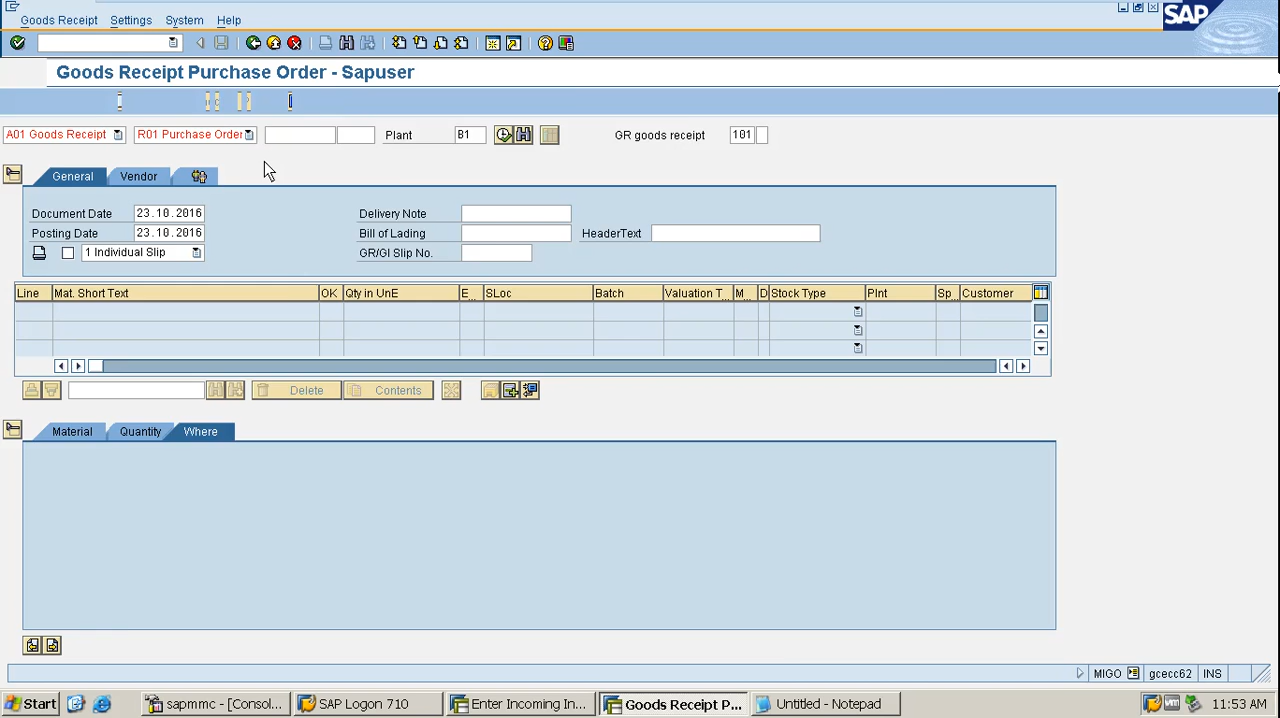 Goods Receipt Settings System Help
SAP
Goods Receipt Purchase Order - Sapuser
A01 Goods Receipt R01 Purchase Order Plant B1 GR goods receipt 101
General Vendor
Document Date 23.10.2016 Delivery Note
Posting Date 23.10.2016 Bill of Lading HeaderText
1 Individual Slip GR/GI Slip No.
Line Mat. Short Text OK Qty in UnE E... SLoc Batch Valuation T... M D Stock Type Plnt Sp... Customer
Delete Contents
Material Quantity Where
MIGO gcecc62 INS
Start sapmmc - [Consol... SAP Logon 710 Enter Incoming In... Goods Receipt P... Untitled - Notepad 11:53 AM